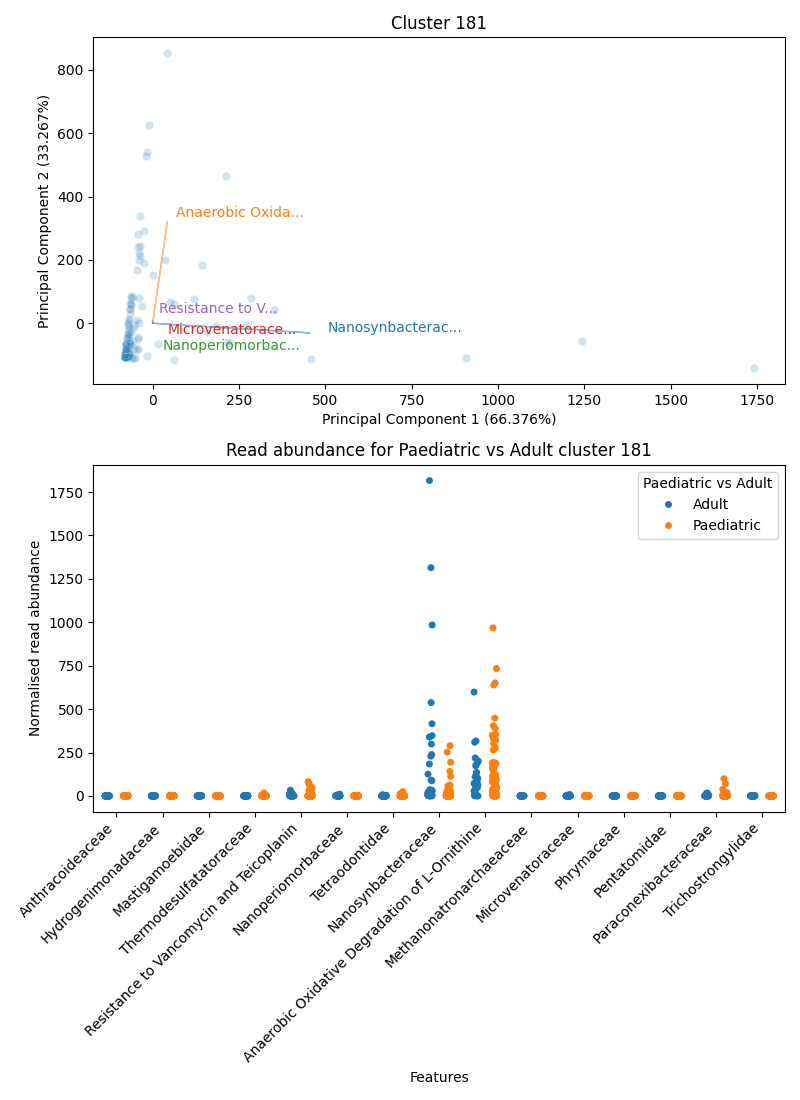 Cluster 181
Principal Component 2 (33.267%)
800
600
400
200
0
Anaerobic Oxida...
Resistance to V...
Microvenatorace...
Nanosynbacterac...
Nanoperiomorbac...
0
250
500
750
1000
1250
1500
1750
Principal Component 1 (66.376%)
Read abundance for Paediatric vs Adult cluster 181
Normalised read abundance
1750
1500
1250
1000
750
500
250
0
Paediatric vs Adult
Adult
Paediatric
Anthracoideaceae
Hydrogenimonadaceae
Mastigamoebidae
Thermodesulfatatoraceae
Resistance to Vancomycin and Teicoplanin
Nanoperiomorbaceae
Tetraodontidae
Nanosynbacteraceae
Anaerobic Oxidative Degradation of L-Ornithine
Methanonatronarchaeaceae
Microvenatoraceae
Phrymaceae
Pentatomidae
Paraconexibacteraceae
Trichostrongylidae
Features